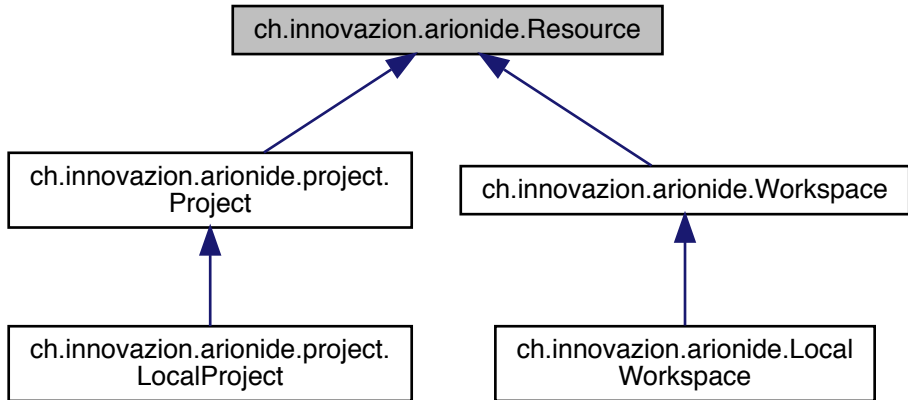 ch.innovazion.arionide.Resource
ch.innovazion.arionide.project.
Project
ch.innovazion.arionide.Workspace
ch.innovazion.arionide.project.
LocalProject
ch.innovazion.arionide.Local
Workspace